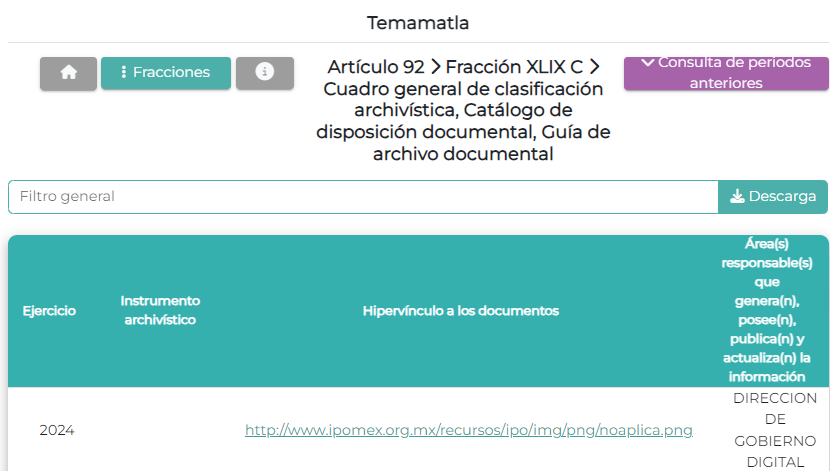 Temamatla
Fracciones
Artículo 92 > Fracción XLIX C >
Cuadro general de clasificación
archivística, Catálogo de
disposición documental, Guía de
archivo documental
Consulta de periodos
anteriores
Filtro general
Descarga
Ejercicio
Instrumento
archivístico
Hipervínculo a los documentos
Área(s)
responsable(s)
que
genera(n),
posee(n),
publica(n) y
actualiza(n) la
información
2024
http://www.ipomex.org.mx/recursos/ipo/img/png/noaplica.png
DIRECCION
DE
GOBIERNO
DIGITAL